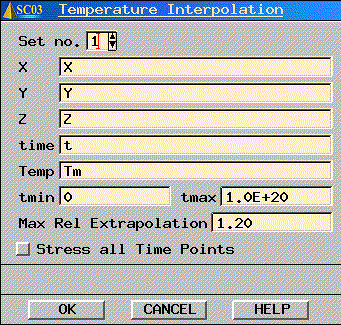 SC03 Temperature Interpolation
Set no. 1
X X
Y Y
Z Z
time t
Temp Tm
tmin 0 tmax 1.0E+20
Max Rel Extrapolation 1.20
Stress all Time Points
OK CANCEL HELP